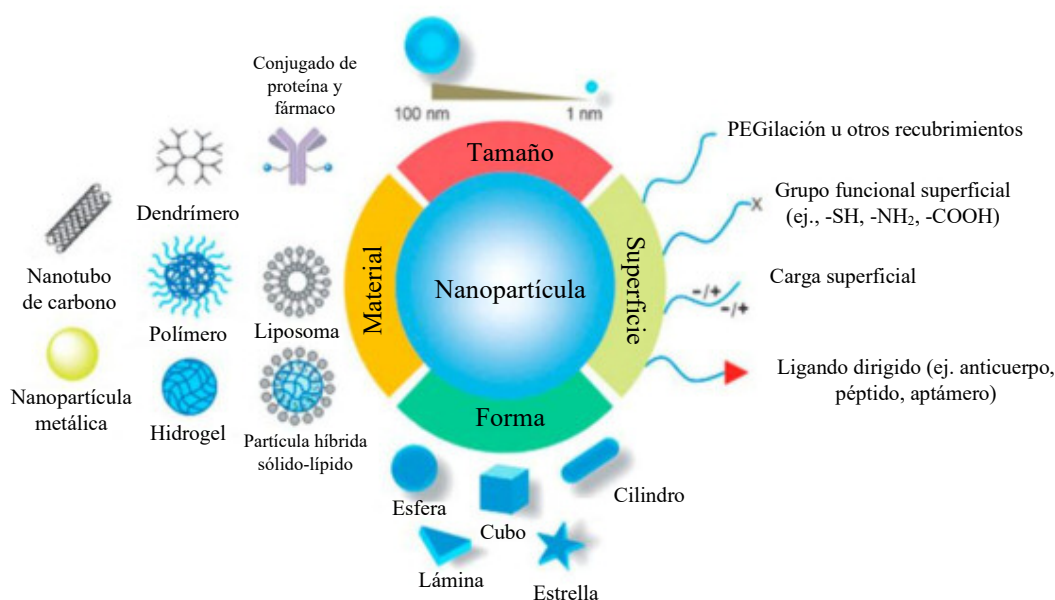 Conjugado de
proteína y
fármaco
100 nm
1 nm
Tamaño
PEGilación u otros recubrimientos
Grupo funcional superficial
(ej., -SH, -NH₂, -COOH)
X
Dendrímero
Nanotubo
de carbono
Polímero
Liposoma
Material
Nanopartícula
Superficie
Carga superficial
-/+
-/+
Nanopartícula
metálica
Hidrogel
Partícula híbrida
sólido-lípido
Ligando dirigido (ej. anticuerpo,
péptido, aptámero)
Forma
Esfera
Cubo
Cilindro
Lámina
Estrella